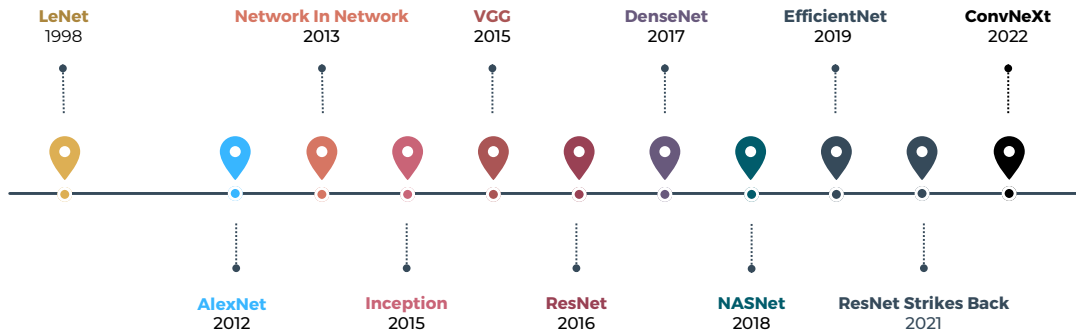 LeNet
1998
Network In Network
2013
VGG
2015
DenseNet
2017
EfficientNet
2019
ConvNeXt
2022
AlexNet
2012
Inception
2015
ResNet
2016
NASNet
2018
ResNet Strikes Back
2021